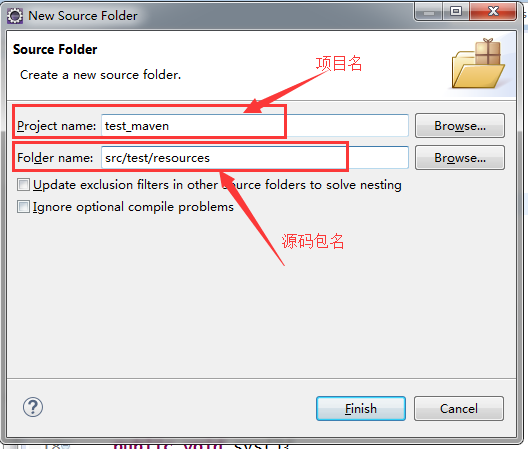 New Source Folder
Source Folder
Create a new source folder.
项目名
Project name: test_maven Browse...
Folder name: src/test/resources Browse...
Update exclusion filters in other source folders to solve nesting
Ignore optional compile problems
源码包名
Finish Cancel
public void